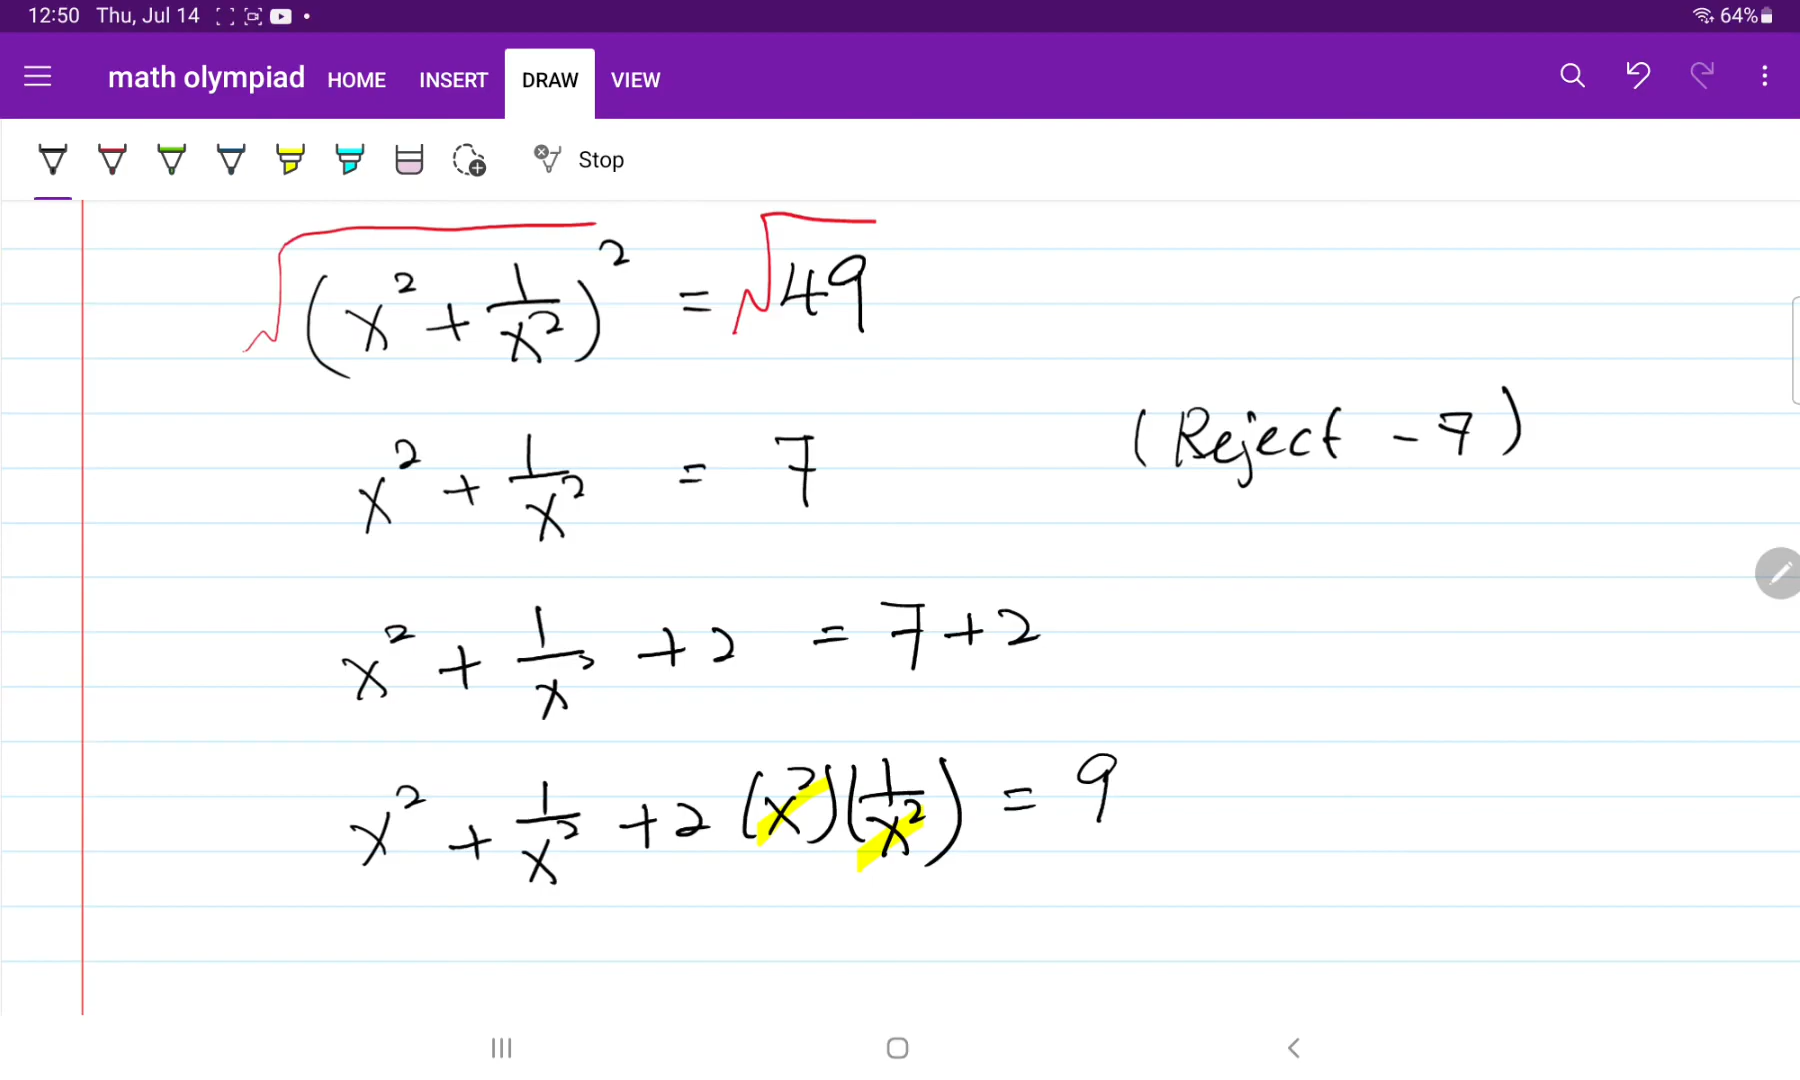 12:50 Thu, Jul 14 64%
math olympiad HOME INSERT DRAW VIEW
Stop
√(x² + 1/x²)² = √49
x² + 1/x² = 7 (Reject -7)
x² + 1/x² + 2 = 7 + 2
x² + 1/x² + 2 (x²)(1/x²) = 9